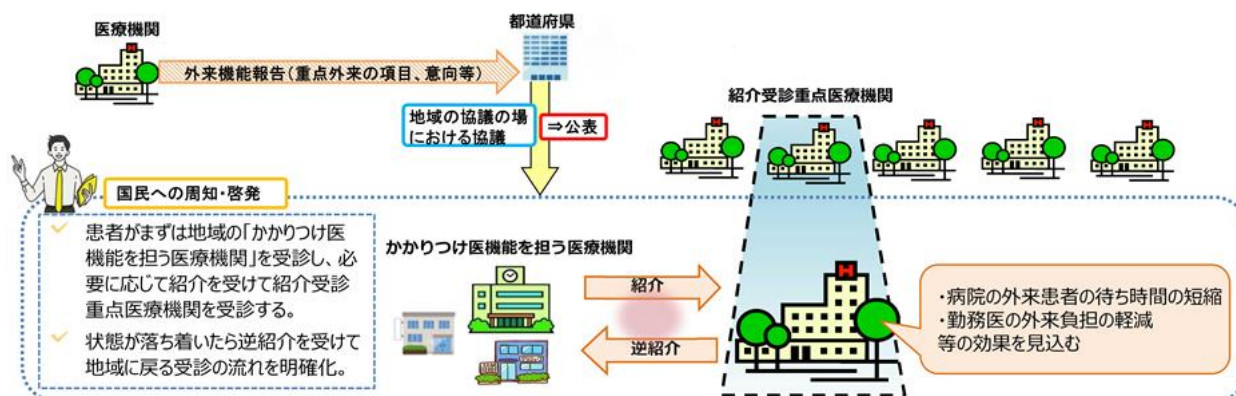 医療機関
都道府県
外来機能報告(重点外来の項目、意向等)
地域の協議の場
における協議
⇒公表
紹介受診重点医療機関
H
H
H
H
H
H
国民への周知・啓発
患者がまずは地域の「かかりつけ医
機能を担う医療機関」を受診し、必
要に応じて紹介を受けて紹介受診
重点医療機関を受診する。
状態が落ち着いたら逆紹介を受けて
地域に戻る受診の流れを明確化。
かかりつけ医機能を担う医療機関
紹介
逆紹介
H
・病院の外来患者の待ち時間の短縮
・勤務医の外来負担の軽減
等の効果を見込む